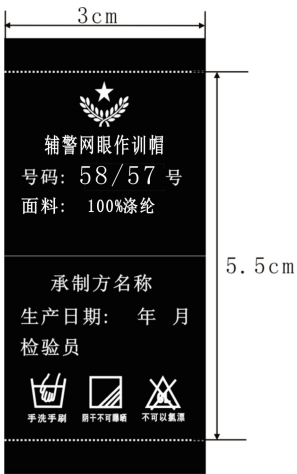 3cm
辅警网眼作训帽
号码: 58/57 号
面料: 100%涤纶
5.5cm
承制方名称
生产日期: 年 月
检验员
手洗手刷 阴干不可曝晒 不可以氯漂